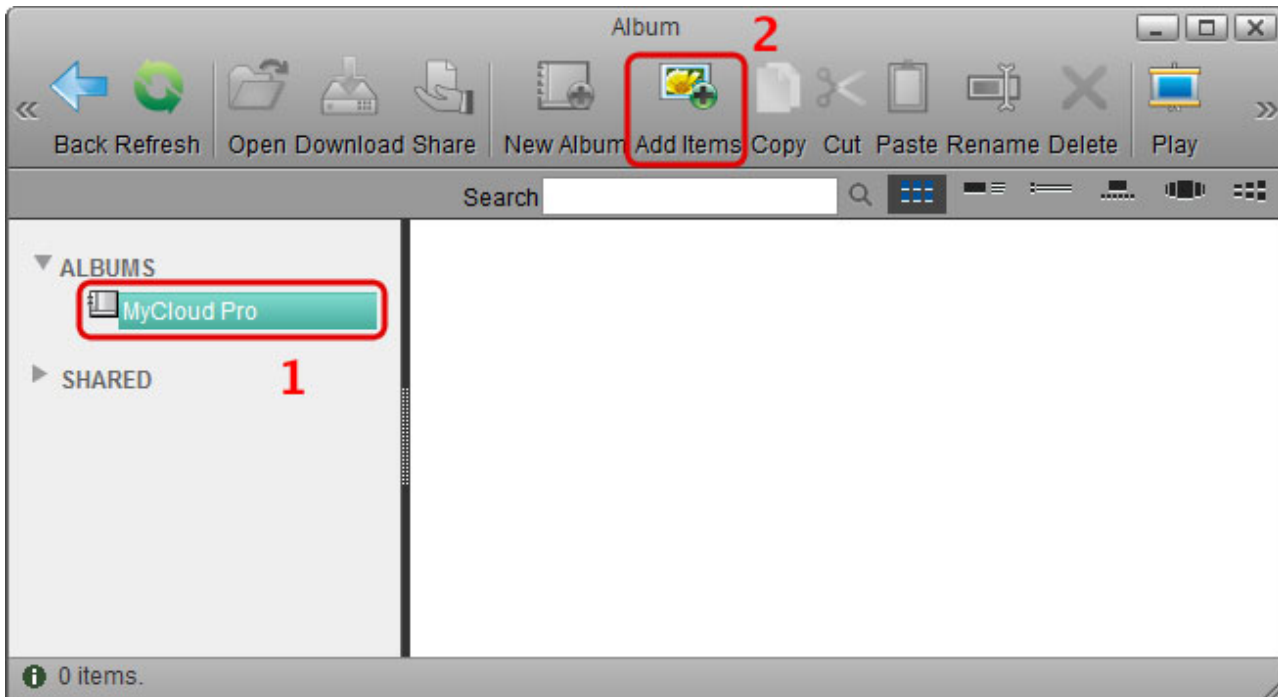 Album
2
«
Back Refresh Open Download Share New Album Add Items Copy Cut Paste Rename Delete Play
»
Search
ALBUMS
MyCloud Pro
SHARED
1
0 items.